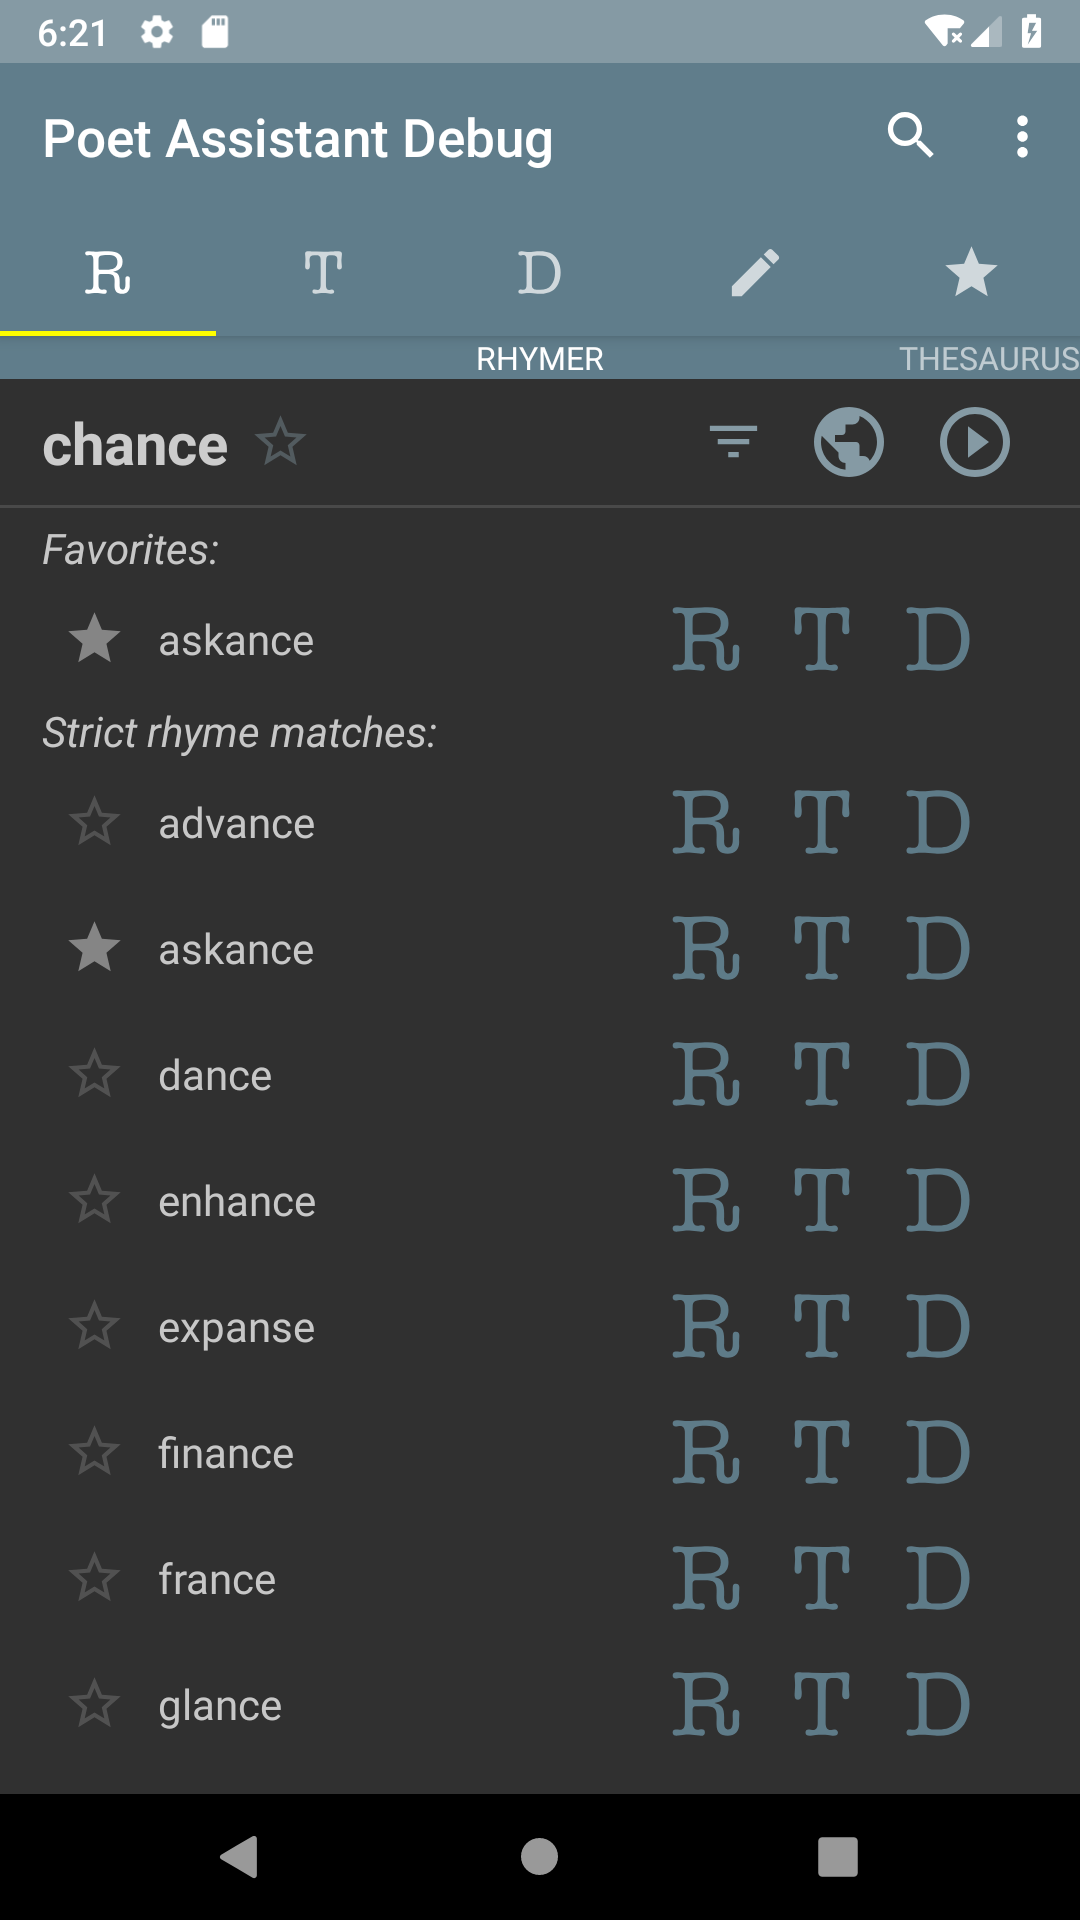 6:21
Poet Assistant Debug
R T D
RHYMER THESAURUS
chance
Favorites:
askance R T D
Strict rhyme matches:
advance R T D
askance R T D
dance R T D
enhance R T D
expanse R T D
finance R T D
france R T D
glance R T D